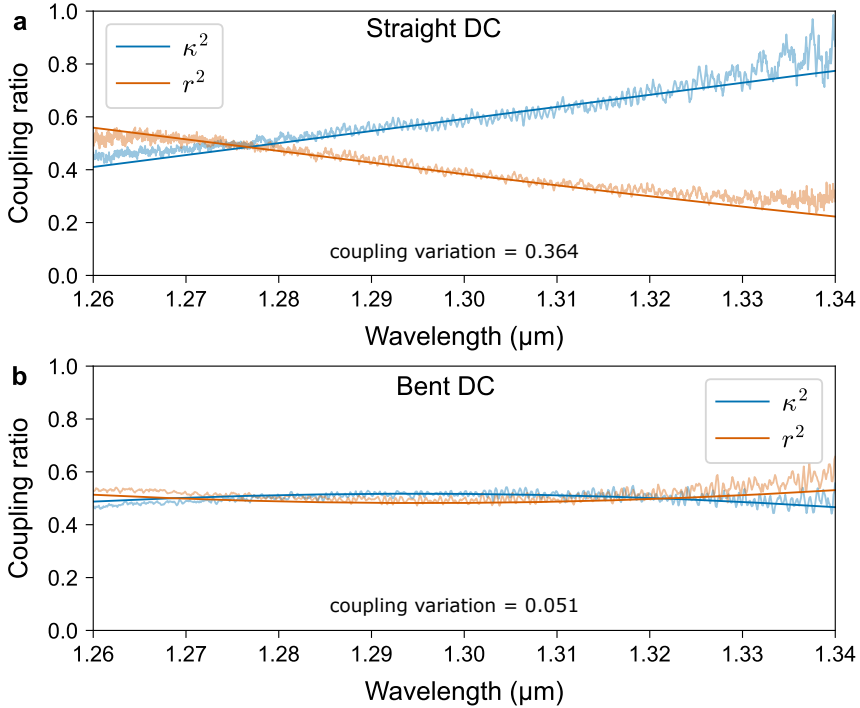 a
Straight DC
κ²
r²
Coupling ratio
1.0
0.8
0.6
0.4
0.2
0.0
coupling variation = 0.364
1.26 1.27 1.28 1.29 1.30 1.31 1.32 1.33 1.34
Wavelength (μm)
b
Bent DC
κ²
r²
Coupling ratio
1.0
0.8
0.6
0.4
0.2
0.0
coupling variation = 0.051
1.26 1.27 1.28 1.29 1.30 1.31 1.32 1.33 1.34
Wavelength (μm)